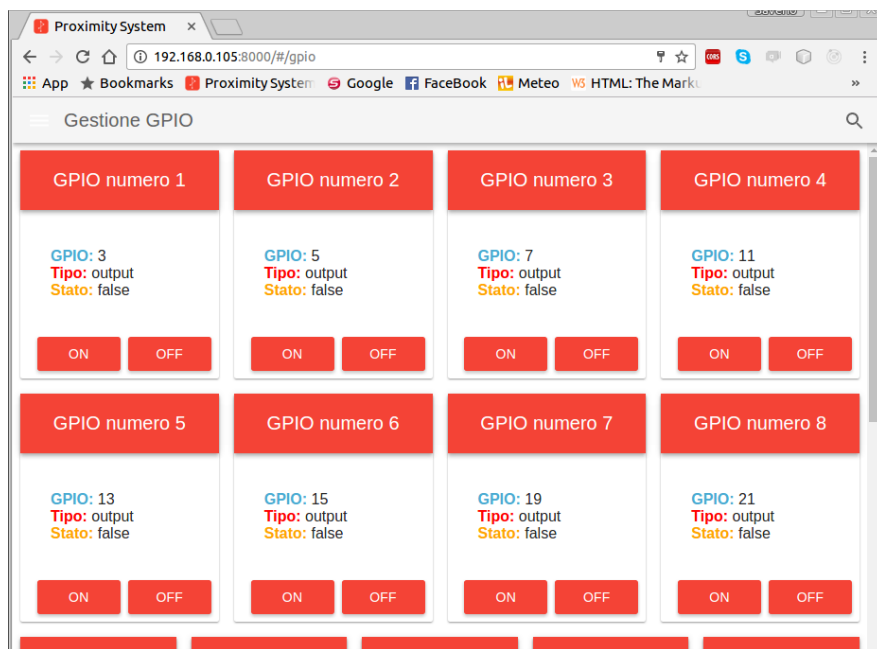 Proximity System
192.168.0.105:8000/#/gpio
App Bookmarks Proximity System Google FaceBook Meteo HTML: The Marku
Gestione GPIO
GPIO numero 1 GPIO numero 2 GPIO numero 3 GPIO numero 4
GPIO: 3 GPIO: 5 GPIO: 7 GPIO: 11
Tipo: output Tipo: output Tipo: output Tipo: output
Stato: false Stato: false Stato: false Stato: false
ON OFF ON OFF ON OFF ON OFF
GPIO numero 5 GPIO numero 6 GPIO numero 7 GPIO numero 8
GPIO: 13 GPIO: 15 GPIO: 19 GPIO: 21
Tipo: output Tipo: output Tipo: output Tipo: output
Stato: false Stato: false Stato: false Stato: false
ON OFF ON OFF ON OFF ON OFF